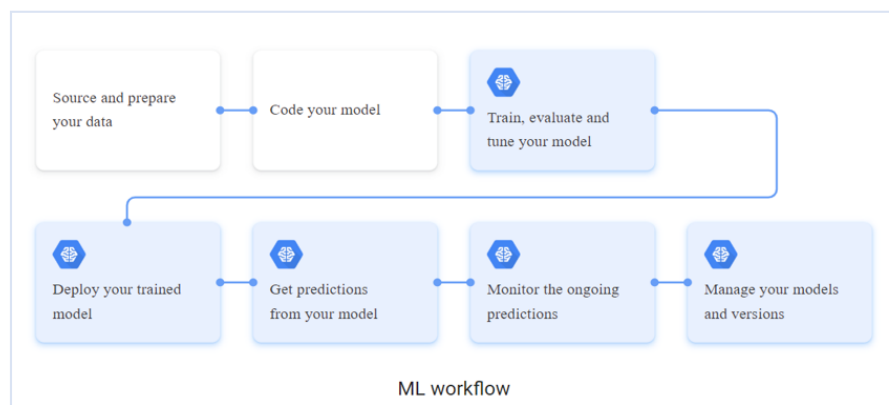 Source and prepare
your data
Code your model
Train, evaluate and
tune your model
Deploy your trained
model
Get predictions
from your model
Monitor the ongoing
predictions
Manage your models
and versions
ML workflow